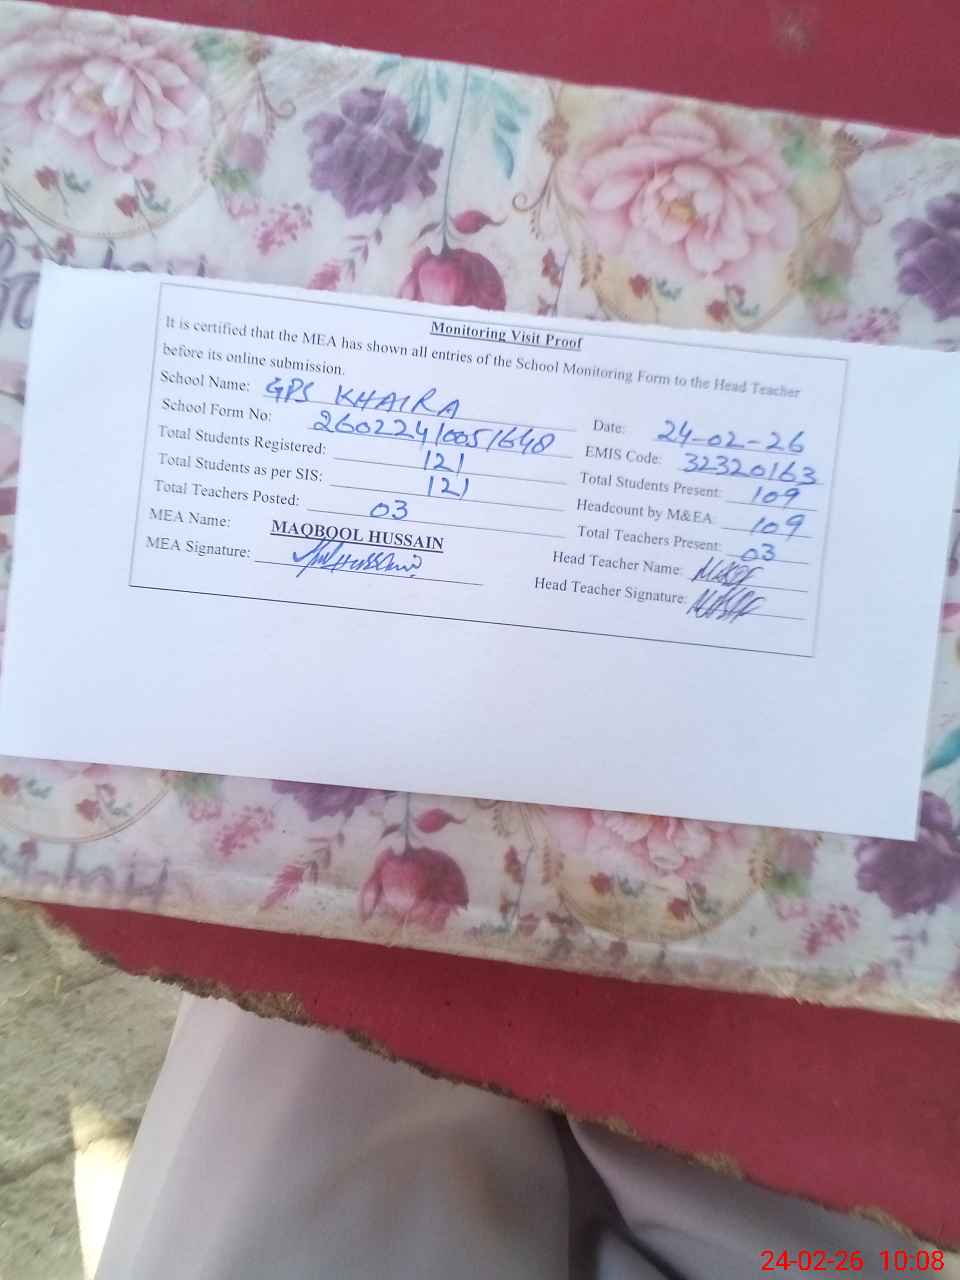 Monitoring Visit Proof
It is certified that the MEA has shown all entries of the School Monitoring Form to the Head Teacher
before its online submission.
School Name: GPS KHAIRA Date: 24-02-26
School Form No: 26022410051648 EMIS Code: 32320163
Total Students Registered: 121 Total Students Present: 109
Total Students as per SIS: 121 Headcount by M&EA: 109
Total Teachers Posted: 03 Total Teachers Present: 03
MEA Name: MAQBOOL HUSSAIN Head Teacher Name:
MEA Signature: Head Teacher Signature:
24-02-26 10:08